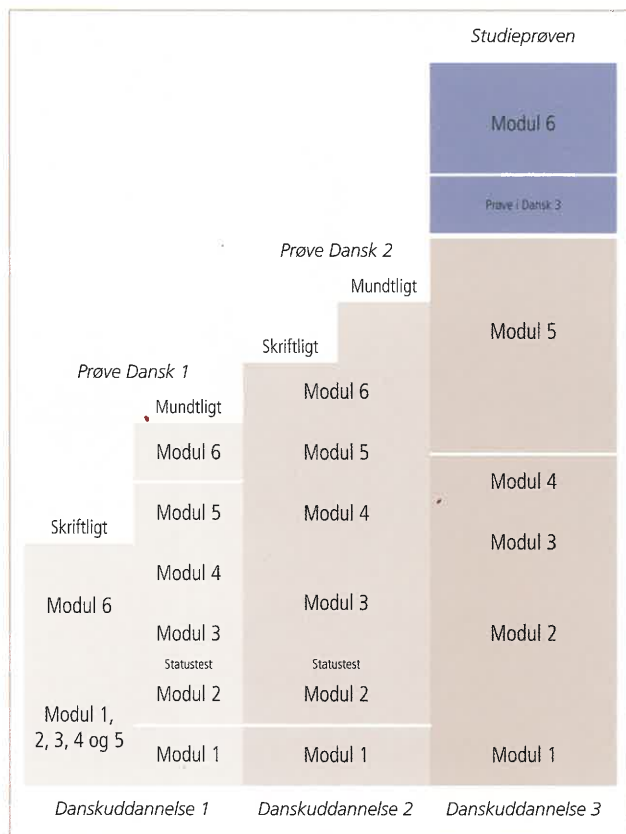 Studieprøven
Modul 6
Prøve i Dansk 3
Prøve Dansk 2
Mundtligt
Modul 5
Skriftligt
Prøve Dansk 1
Modul 6
Mundtligt
Modul 6
Modul 5
Modul 4
Modul 5
Modul 4
Skriftligt
Modul 3
Modul 4
Modul 6
Modul 3
Modul 3
Modul 2
Statustest
Statustest
Modul 2
Modul 2
Modul 1,
2, 3, 4 og 5
Modul 1
Modul 1
Modul 1
Danskuddannelse 1
Danskuddannelse 2
Danskuddannelse 3